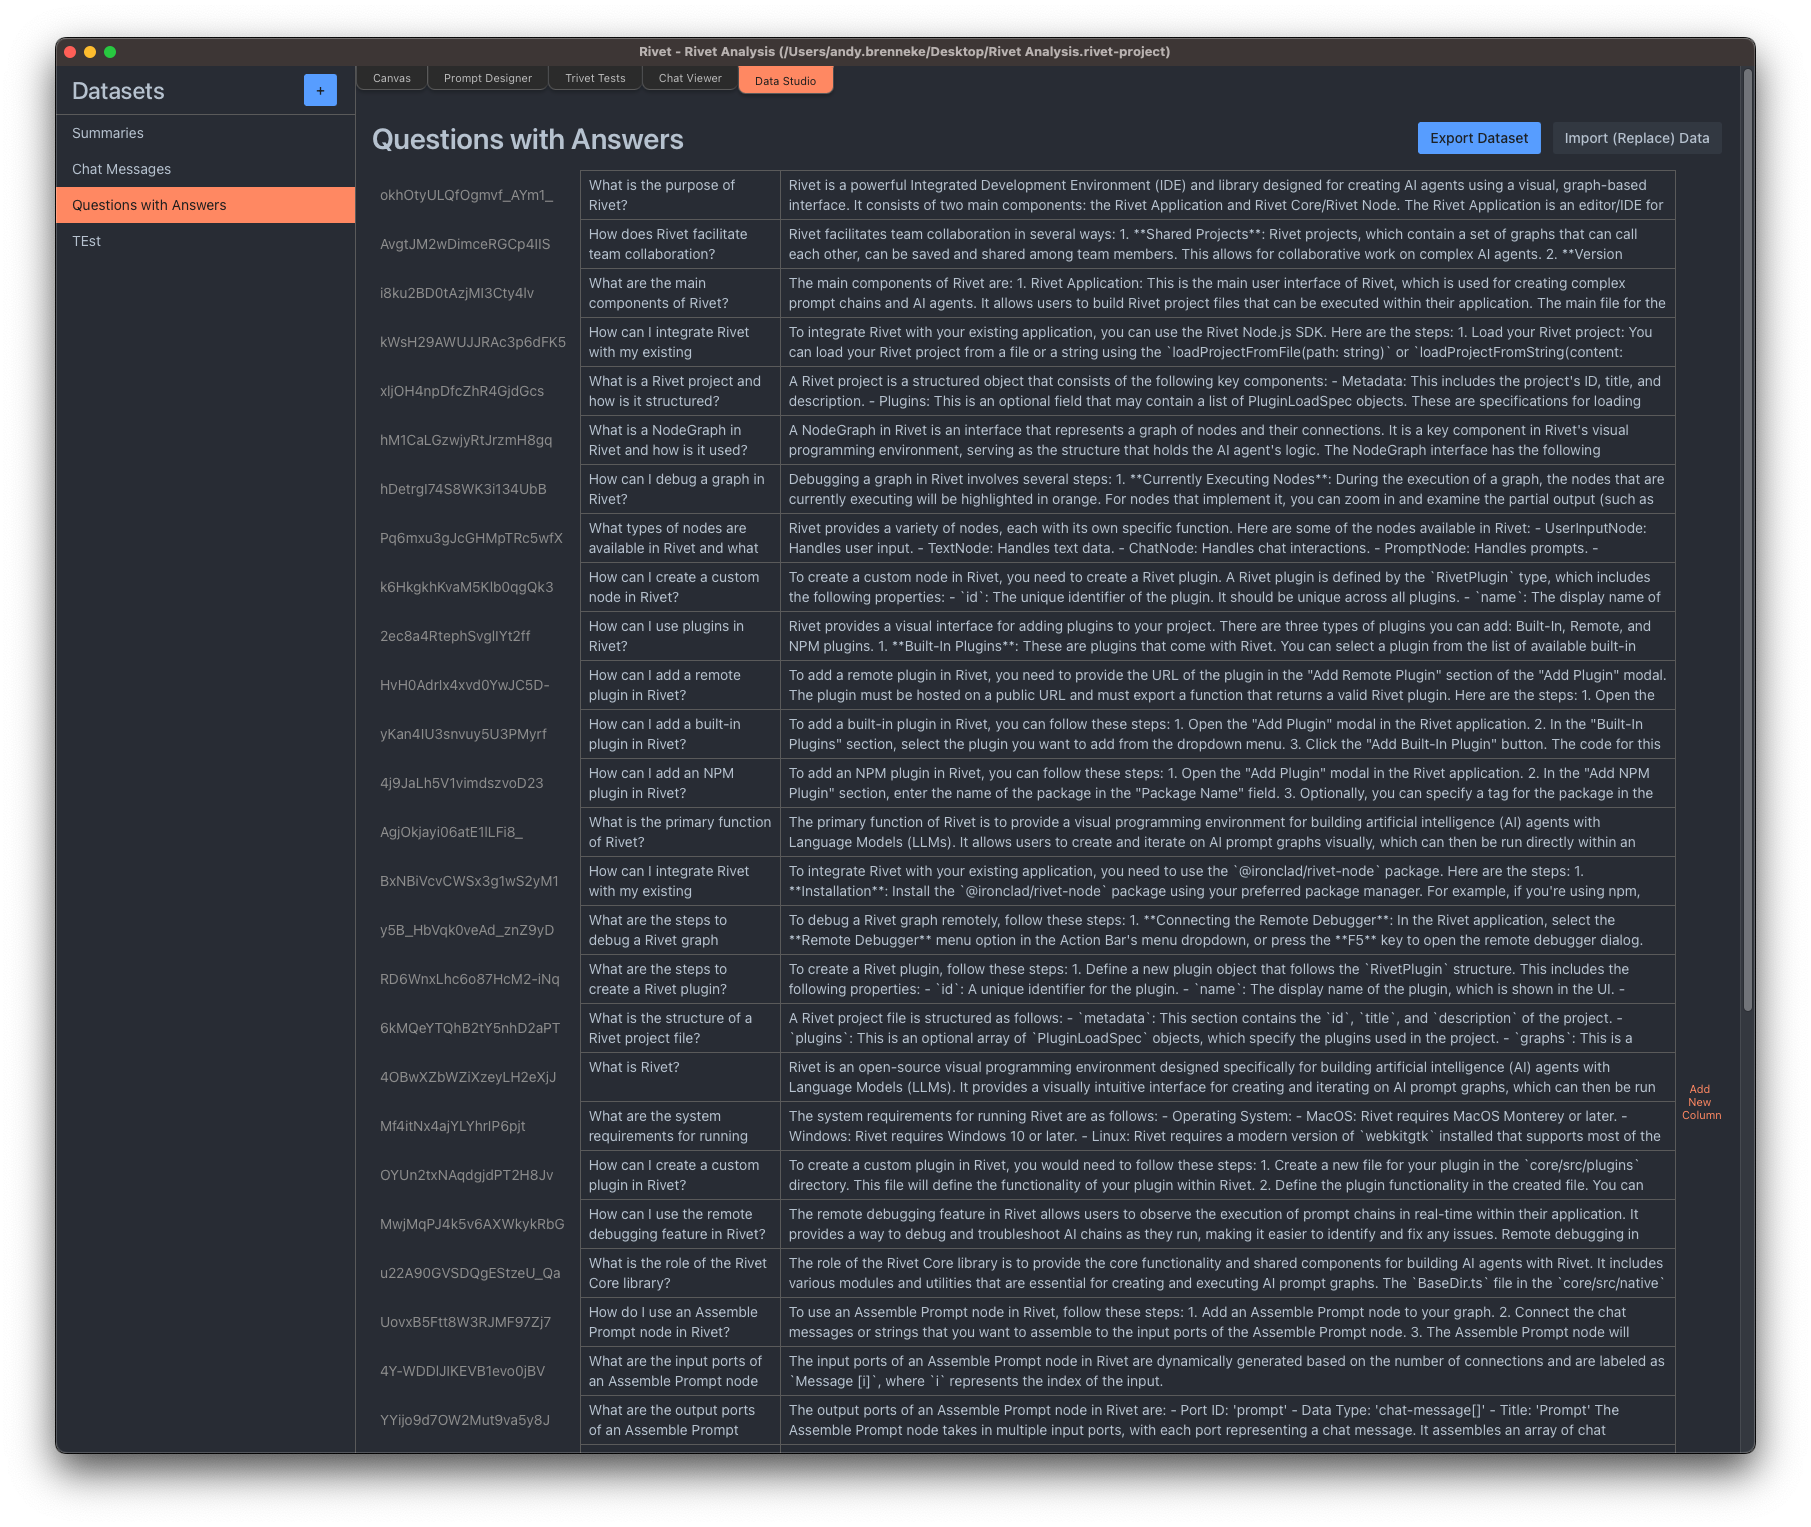 Rivet - Rivet Analysis (/Users/andy.brenneke/Desktop/Rivet Analysis.rivet-project)
Datasets
+
Summaries
Chat Messages
Questions with Answers
TEst
Canvas
Prompt Designer
Trivet Tests
Chat Viewer
Data Studio
Questions with Answers
Export Dataset
Import (Replace) Data
okhOtyULQfOgmvf_AYm1_
What is the purpose of
Rivet?
Rivet is a powerful Integrated Development Environment (IDE) and library designed for creating AI agents using a visual, graph-based
interface. It consists of two main components: the Rivet Application and Rivet Core/Rivet Node. The Rivet Application is an editor/IDE for
AvgtJM2wDimceRGCp4lIS
How does Rivet facilitate
team collaboration?
Rivet facilitates team collaboration in several ways: 1. **Shared Projects**: Rivet projects, which contain a set of graphs that can call
each other, can be saved and shared among team members. This allows for collaborative work on complex AI agents. 2. **Version
i8ku2BD0tAzjMI3Cty4lv
What are the main
components of Rivet?
The main components of Rivet are: 1. Rivet Application: This is the main user interface of Rivet, which is used for creating complex
prompt chains and AI agents. It allows users to build Rivet project files that can be executed within their application. The main file for the
kWsH29AWUJJRAc3p6dFK5
How can I integrate Rivet
with my existing
To integrate Rivet with your existing application, you can use the Rivet Node.js SDK. Here are the steps: 1. Load your Rivet project: You
can load your Rivet project from a file or a string using the `loadProjectFromFile(path: string)` or `loadProjectFromString(content:
xljOH4npDfcZhR4GjdGcs
What is a Rivet project and
how is it structured?
A Rivet project is a structured object that consists of the following key components: - Metadata: This includes the project's ID, title, and
description. - Plugins: This is an optional field that may contain a list of PluginLoadSpec objects. These are specifications for loading
hM1CaLGzwjyRtJrzmH8gq
What is a NodeGraph in
Rivet and how is it used?
A NodeGraph in Rivet is an interface that represents a graph of nodes and their connections. It is a key component in Rivet's visual
programming environment, serving as the structure that holds the AI agent's logic. The NodeGraph interface has the following
hDetrgI74S8WK3i134UbB
How can I debug a graph in
Rivet?
Debugging a graph in Rivet involves several steps: 1. **Currently Executing Nodes**: During the execution of a graph, the nodes that are
currently executing will be highlighted in orange. For nodes that implement it, you can zoom in and examine the partial output (such as
Pq6mxu3gJcGHMpTRc5wfX
What types of nodes are
available in Rivet and what
Rivet provides a variety of nodes, each with its own specific function. Here are some of the nodes available in Rivet: - UserInputNode:
Handles user input. - TextNode: Handles text data. - ChatNode: Handles chat interactions. - PromptNode: Handles prompts. -
k6HkgkhKvaM5KIb0qgQk3
How can I create a custom
node in Rivet?
To create a custom node in Rivet, you need to create a Rivet plugin. A Rivet plugin is defined by the `RivetPlugin` type, which includes
the following properties: - `id`: The unique identifier of the plugin. It should be unique across all plugins. - `name`: The display name of
2ec8a4RtephSvglIYt2ff
How can I use plugins in
Rivet?
Rivet provides a visual interface for adding plugins to your project. There are three types of plugins you can add: Built-In, Remote, and
NPM plugins. 1. **Built-In Plugins**: These are plugins that come with Rivet. You can select a plugin from the list of available built-in
HvH0AdrIx4xvd0YwJC5D-
How can I add a remote
plugin in Rivet?
To add a remote plugin in Rivet, you need to provide the URL of the plugin in the "Add Remote Plugin" section of the "Add Plugin" modal.
The plugin must be hosted on a public URL and must export a function that returns a valid Rivet plugin. Here are the steps: 1. Open the
yKan4IU3snvuy5U3PMyrf
How can I add a built-in
plugin in Rivet?
To add a built-in plugin in Rivet, you can follow these steps: 1. Open the "Add Plugin" modal in the Rivet application. 2. In the "Built-In
Plugins" section, select the plugin you want to add from the dropdown menu. 3. Click the "Add Built-In Plugin" button. The code for this
4j9JaLh5V1vimdszvoD23
How can I add an NPM
plugin in Rivet?
To add an NPM plugin in Rivet, you can follow these steps: 1. Open the "Add Plugin" modal in the Rivet application. 2. In the "Add NPM
Plugin" section, enter the name of the package in the "Package Name" field. 3. Optionally, you can specify a tag for the package in the
AgjOkjayi06atE1ILFi8_
What is the primary function
of Rivet?
The primary function of Rivet is to provide a visual programming environment for building artificial intelligence (AI) agents with
Language Models (LLMs). It allows users to create and iterate on AI prompt graphs visually, which can then be run directly within an
BxNBiVcvCWSx3g1wS2yM1
How can I integrate Rivet
with my existing
To integrate Rivet with your existing application, you need to use the `@ironclad/rivet-node` package. Here are the steps: 1.
**Installation**: Install the `@ironclad/rivet-node` package using your preferred package manager. For example, if you're using npm,
y5B_HbVqk0veAd_znZ9yD
What are the steps to
debug a Rivet graph
To debug a Rivet graph remotely, follow these steps: 1. **Connecting the Remote Debugger**: In the Rivet application, select the
**Remote Debugger** menu option in the Action Bar's menu dropdown, or press the **F5** key to open the remote debugger dialog.
RD6WnxLhc6o87HcM2-iNq
What are the steps to
create a Rivet plugin?
To create a Rivet plugin, follow these steps: 1. Define a new plugin object that follows the `RivetPlugin` structure. This includes the
following properties: - `id`: A unique identifier for the plugin. - `name`: The display name of the plugin, which is shown in the UI. -
6kMQeYTQhB2tY5nhD2aPT
What is the structure of a
Rivet project file?
A Rivet project file is structured as follows: - `metadata`: This section contains the `id`, `title`, and `description` of the project. -
`plugins`: This is an optional array of `PluginLoadSpec` objects, which specify the plugins used in the project. - `graphs`: This is a
4OBwXZbWZiXzeyLH2eXjJ
What is Rivet?
Rivet is an open-source visual programming environment designed specifically for building artificial intelligence (AI) agents with
Language Models (LLMs). It provides a visually intuitive interface for creating and iterating on AI prompt graphs, which can then be run
Add
New
Column
Mf4itNx4ajYLYhrIP6pjt
What are the system
requirements for running
The system requirements for running Rivet are as follows: - Operating System: - MacOS: Rivet requires MacOS Monterey or later. -
Windows: Rivet requires Windows 10 or later. - Linux: Rivet requires a modern version of `webkitgtk` installed that supports most of the
OYUn2txNAqdgjdPT2H8Jv
How can I create a custom
plugin in Rivet?
To create a custom plugin in Rivet, you would need to follow these steps: 1. Create a new file for your plugin in the `core/src/plugins`
directory. This file will define the functionality of your plugin within Rivet. 2. Define the plugin functionality in the created file. You can
MwjMqPJ4k5v6AXWkykRbG
How can I use the remote
debugging feature in Rivet?
The remote debugging feature in Rivet allows users to observe the execution of prompt chains in real-time within their application. It
provides a way to debug and troubleshoot AI chains as they run, making it easier to identify and fix any issues. Remote debugging in
u22A90GVSDQgEStzeU_Qa
What is the role of the Rivet
Core library?
The role of the Rivet Core library is to provide the core functionality and shared components for building AI agents with Rivet. It includes
various modules and utilities that are essential for creating and executing AI prompt graphs. The `BaseDir.ts` file in the `core/src/native`
UovxB5Ftt8W3RJMF97Zj7
How do I use an Assemble
Prompt node in Rivet?
To use an Assemble Prompt node in Rivet, follow these steps: 1. Add an Assemble Prompt node to your graph. 2. Connect the chat
messages or strings that you want to assemble to the input ports of the Assemble Prompt node. 3. The Assemble Prompt node will
4Y-WDDlJIKEVB1evo0jBV
What are the input ports of
an Assemble Prompt node
The input ports of an Assemble Prompt node in Rivet are dynamically generated based on the number of connections and are labeled as
`Message [i]`, where `i` represents the index of the input.
YYijo9d7OW2Mut9va5y8J
What are the output ports
of an Assemble Prompt
The output ports of an Assemble Prompt node in Rivet are: - Port ID: 'prompt' - Data Type: 'chat-message[]' - Title: 'Prompt' The
Assemble Prompt node takes in multiple input ports, with each port representing a chat message. It assembles an array of chat